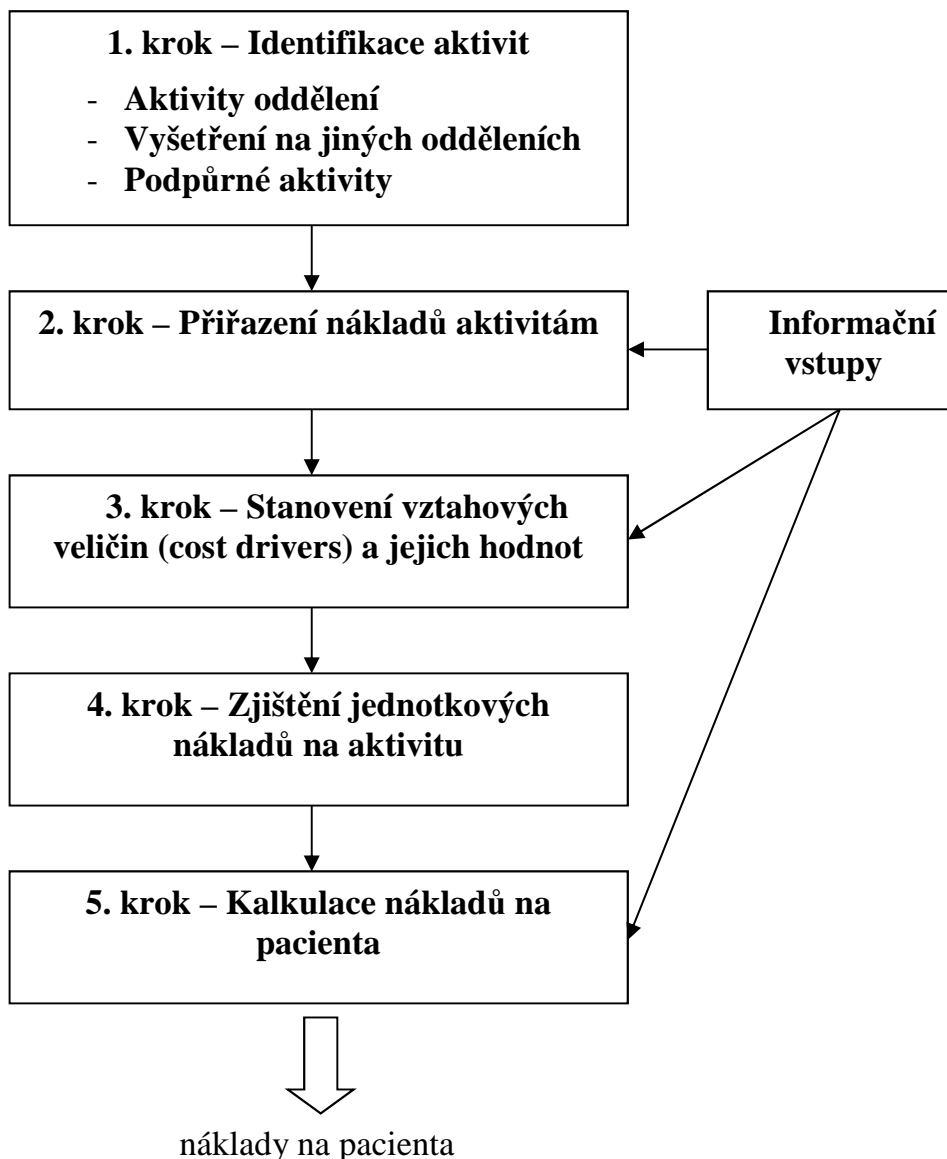 1. krok – Identifikace aktivit
- Aktivity oddělení
- Vyšetření na jiných odděleních
- Podpůrné aktivity
2. krok – Přiřazení nákladů aktivitám
Informační
vstupy
3. krok – Stanovení vztahových
veličin (cost drivers) a jejich hodnot
4. krok – Zjištění jednotkových
nákladů na aktivitu
5. krok – Kalkulace nákladů na
pacienta
náklady na pacienta